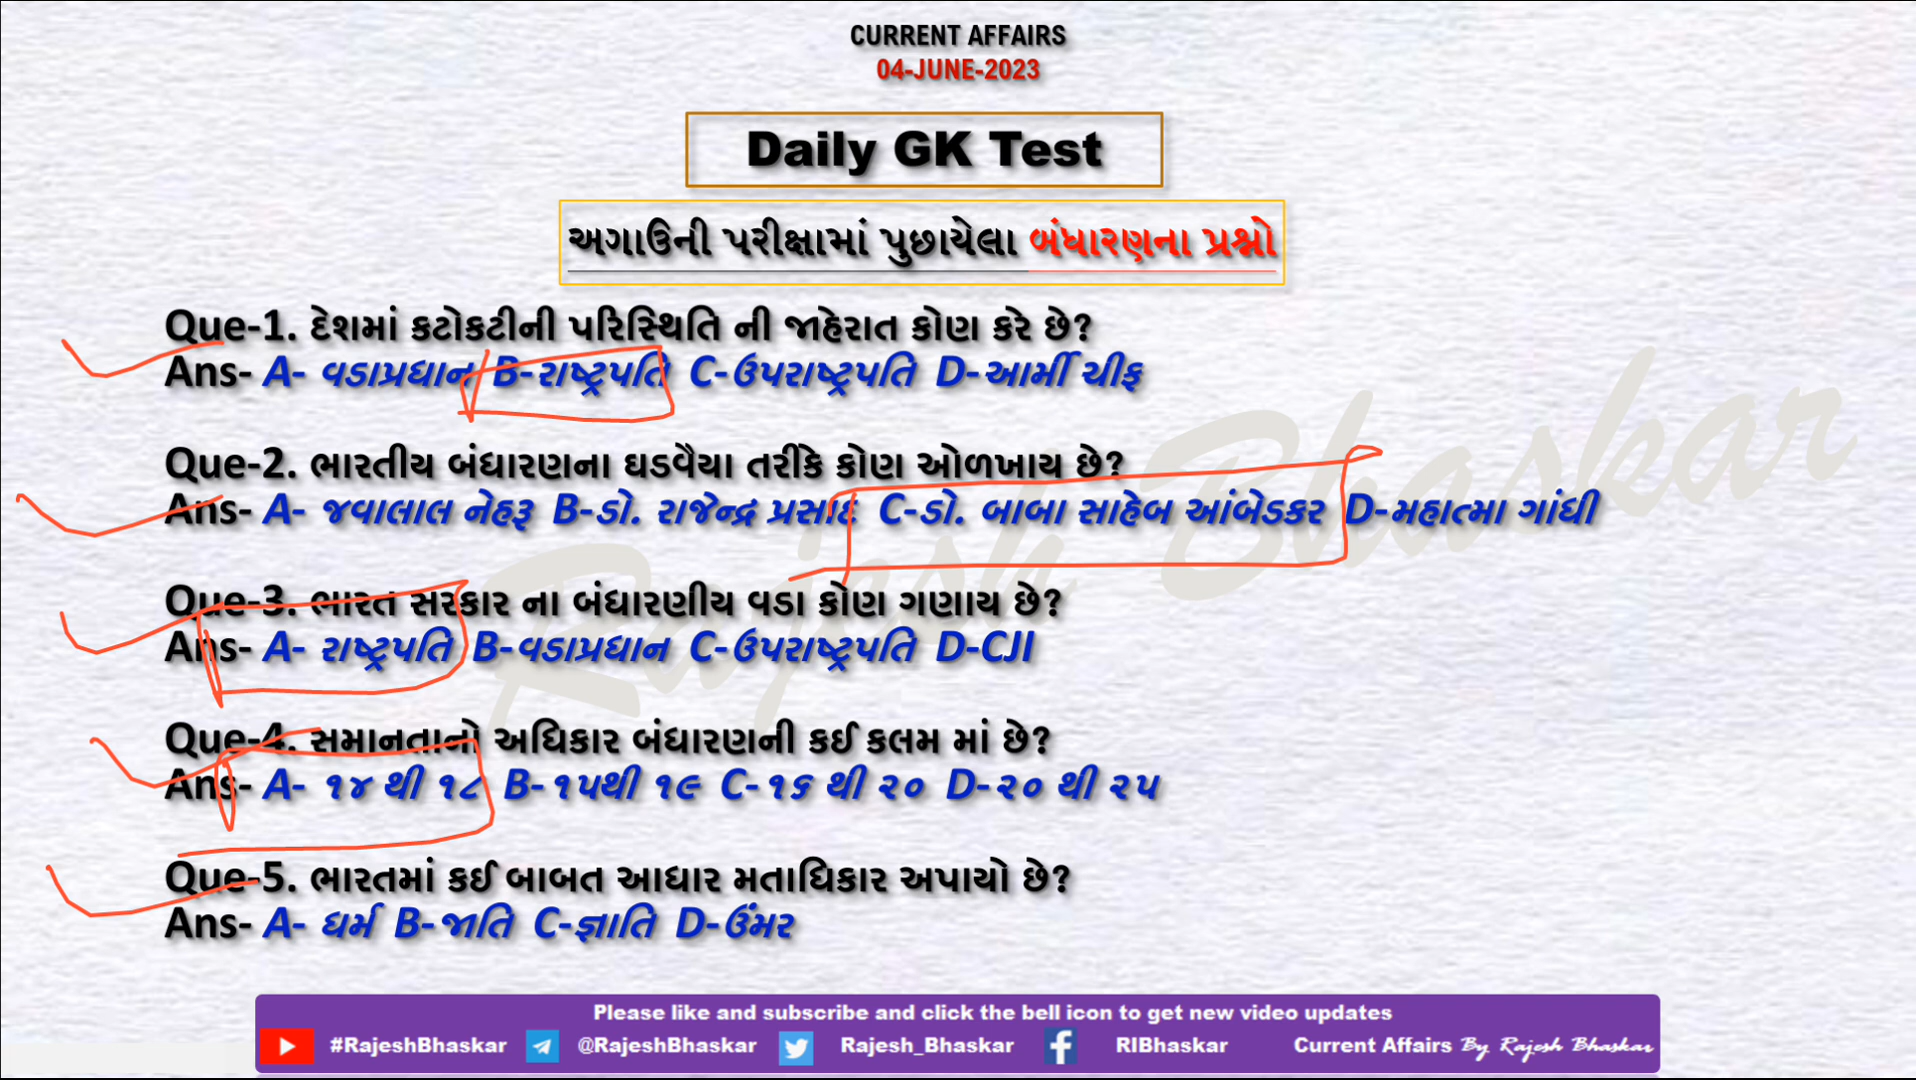 CURRENT AFFAIRS
04-JUNE-2023
Daily GK Test
અગાઉની પરીક્ષામાં પુછાયેલા બંધારણના પ્રશ્નો
Que-1. દેશમાં કટોકટીની પરિસ્થિતિ ની જાહેરાત કોણ કરે છે?
Ans- A- વડાપ્રધાન B-રાષ્ટ્રપતિ C-ઉપરાષ્ટ્રપતિ D-આર્મી ચીફ
Que-2. ભારતીય બંધારણના ઘડવૈયા તરીકે કોણ ઓળખાય છે?
Ans- A- જવાલાલ નેહરૂ B-ડો. રાજેન્દ્ર પ્રસાદ C-ડો. બાબા સાહેબ આંબેડકર D-મહાત્મા ગાંધી
Que-3. ભારત સરકાર ના બંધારણીય વડા કોણ ગણાય છે?
Ans- A- રાષ્ટ્રપતિ B-વડાપ્રધાન C-ઉપરાષ્ટ્રપતિ D-CJI
Que-4. સમાનતાનો અધિકાર બંધારણની કઈ કલમ માં છે?
Ans- A- ૧૪ થી ૧૮ B-૧૫થી ૧૯ C-૧૬ થી ૨૦ D-૨૦ થી ૨૫
Que-5. ભારતમાં કઈ બાબત આધાર મતાધિકાર અપાયો છે?
Ans- A- ધર્મ B-જાતિ C-જ્ઞાતિ D-ઉંમર
Rajesh Bhaskar
Please like and subscribe and click the bell icon to get new video updates
#RajeshBhaskar @RajeshBhaskar Rajesh_Bhaskar RIBhaskar Current Affairs By Rajesh Bhaskar